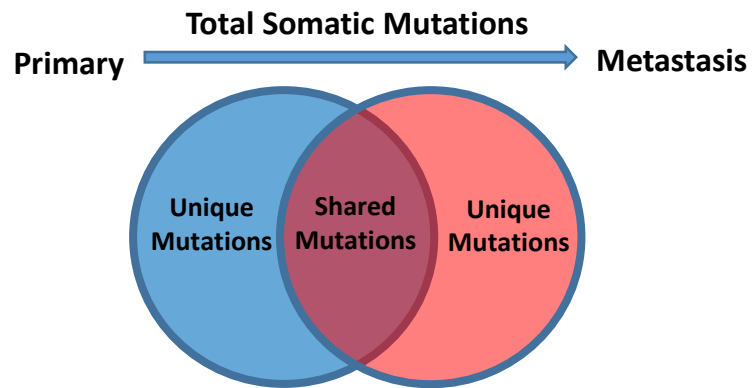 Total Somatic Mutations
Primary
Metastasis
Unique
Mutations
Shared
Mutations
Unique
Mutations